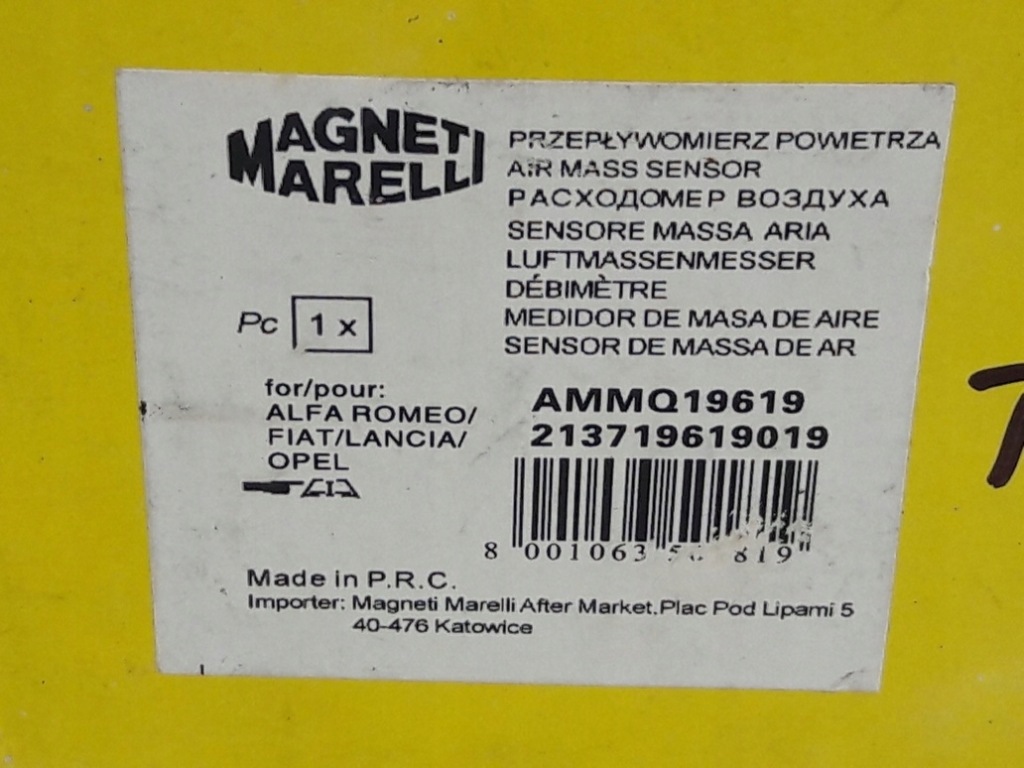 MAGNETI
MARELLI
PRZEPŁYWOMIERZ POWIETRZA
AIR MASS SENSOR
РАСХОДОМЕР ВОЗДУХА
SENSORE MASSA ARIA
LUFTMASSENMESSER
DÉBIMÈTRE
MEDIDOR DE MASA DE AIRE
SENSOR DE MASSA DE AR
Pc 1 x
for/pour:
ALFA ROMEO/
FIAT/LANCIA/
OPEL
AMMQ19619
213719619019
8 001063
Made in P.R.C.
Importer: Magneti Marelli After Market.Plac Pod Lipami 5
40-476 Katowice